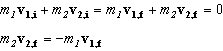 m₁v₁,ᵢ + m₂v₂,ᵢ = m₁v₁,f + m₂v₂,f = 0
m₂v₂,f = −m₁v₁,f